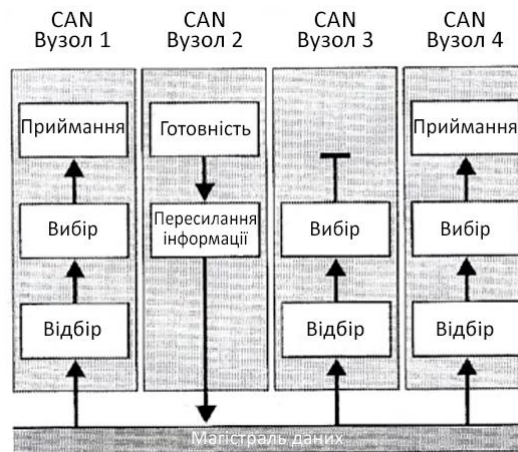 CAN
Вузол 1
CAN
Вузол 2
CAN
Вузол 3
CAN
Вузол 4
Приймання
Готовність
Приймання
Вибір
Пересилання
інформації
Вибір
Вибір
Відбір
Відбір
Відбір
Магістраль даних